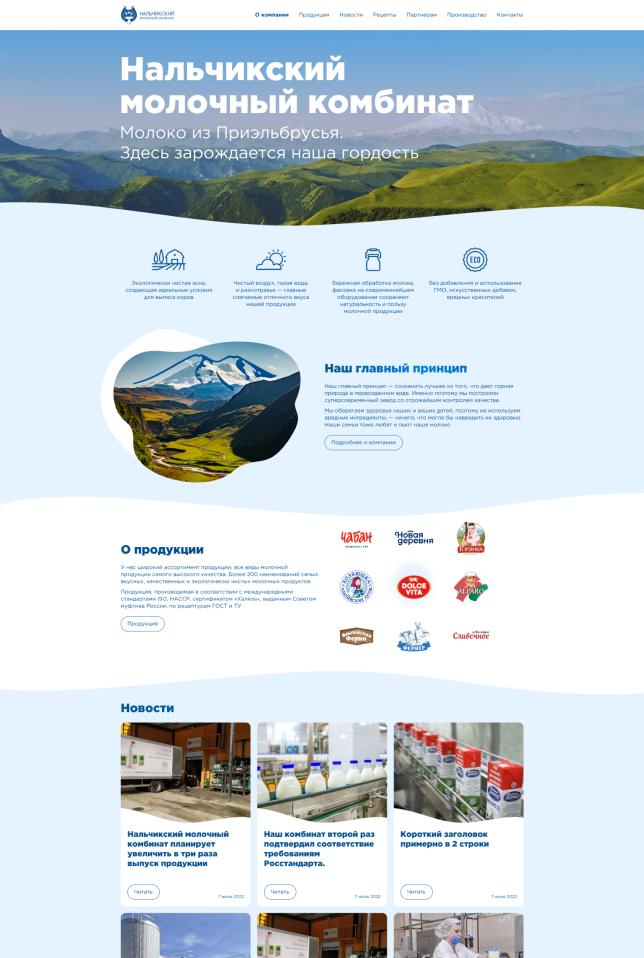 НАЛЬЧИКСКИЙ
МОЛОЧНЫЙ КОМБИНАТ
О компании Продукция Новости Рецепты Партнерам Производство Контакты
Нальчикский
молочный комбинат
Молоко из Приэльбрусья.
Здесь зарождается наша гордость
Экологически чистая зона,
создающая идеальные условия
для выпаса коров
Чистый воздух, талая вода,
и разнотравье — главные
слагаемые отличного вкуса
нашей продукции
Бережная обработка молока,
фасовка на современнейшем
оборудовании сохраняют
натуральность и пользу
молочной продукции
ECO
Без добавления и использования
ГМО, искусственных добавок,
вредных красителей
Наш главный принцип
Наш главный принцип — сохранить лучшее из того, что дает горная
природа в первозданном виде. Именно поэтому мы построили
суперсовременный завод со строжайшим контролем качества.
Мы оберегаем здоровье наших и ваших детей, поэтому не используем
вредные ингредиенты, — ничего, что могло бы навредить их здоровью.
Наши семьи тоже любят и пьют наше молоко
Подробнее о компании
О продукции
У нас широкий ассортимент продукции: все виды молочной
продукции самого высокого качества. Более 200 наименований самых
вкусных, качественных и экологически чистых молочных продуктов.
Продукция, производимая в соответствии с международными
стандартами ISO, HACCP, сертификатом «Халяль», выданным Советом
муфтиев России, по рецептурам ГОСТ и ТУ
Продукция
ЧАБАН
Новая
деревня
ГОРЯНКА
DOLCE
VITA
ALPARO
Ферма
ФЕРМЕР
Сливочное
Новости
Нальчикский молочный
комбинат планирует
увеличить в три раза
выпуск продукции
Читать
7 июля 2022
Наш комбинат второй раз
подтвердил соответствие
требованиям
Росстандарта.
Читать
7 июля 2022
Короткий заголовок
примерно в 2 строки
Читать
7 июля 2022